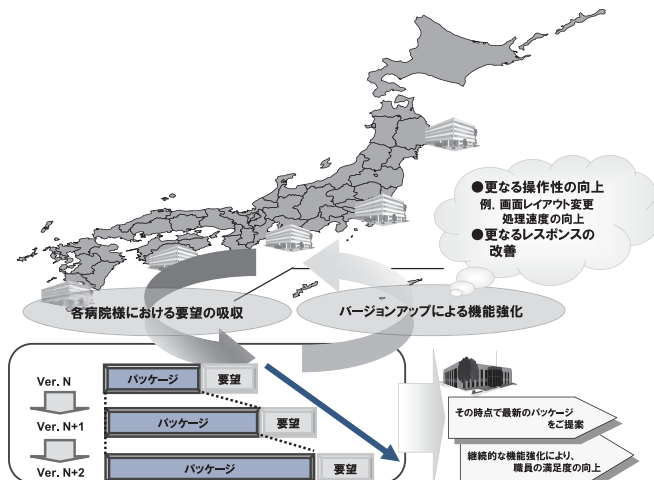 ●更なる操作性の向上
例．画面レイアウト変更
処理速度の向上
●更なるレスポンスの
改善
各病院様における要望の吸収
バージョンアップによる機能強化
Ver. N
パッケージ
要望
Ver. N+1
パッケージ
要望
Ver. N+2
パッケージ
要望
その時点で最新のパッケージ
をご提案
継続的な機能強化により、
職員の満足度の向上